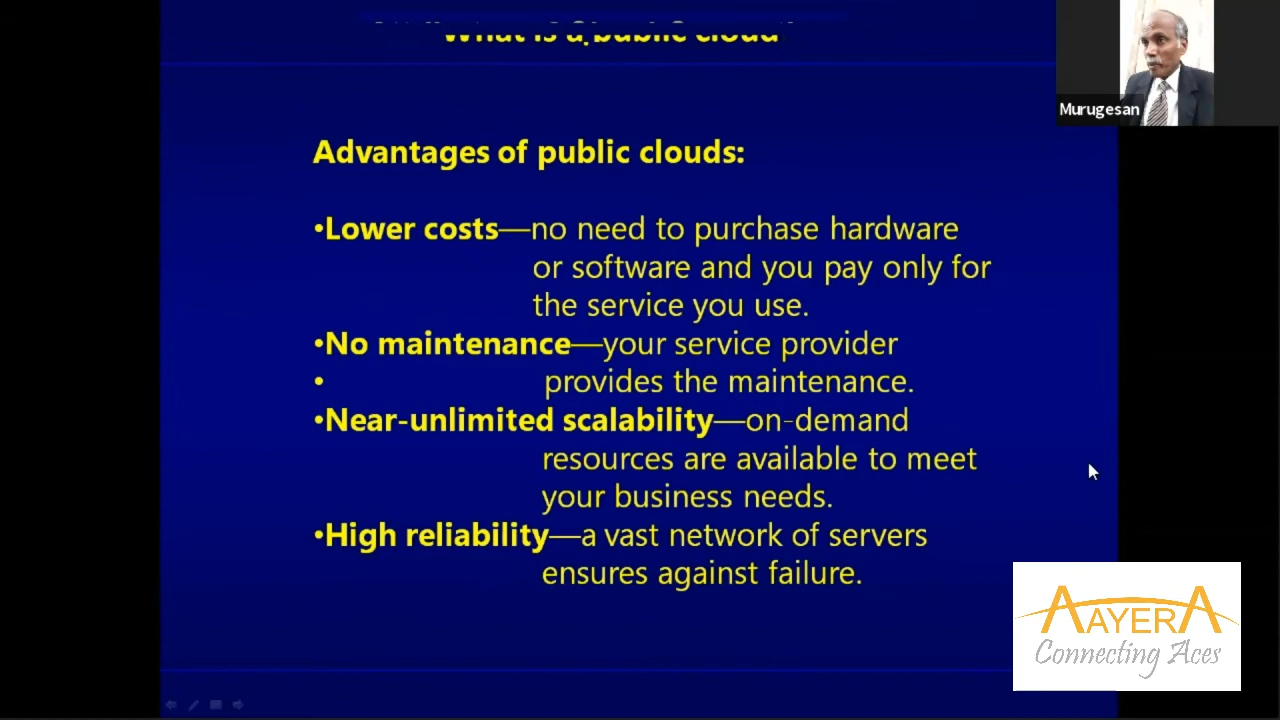 What is a public cloud
Murugesan
Advantages of public clouds:
•Lower costs—no need to purchase hardware
or software and you pay only for
the service you use.
•No maintenance—your service provider
• provides the maintenance.
•Near-unlimited scalability—on-demand
resources are available to meet
your business needs.
•High reliability—a vast network of servers
ensures against failure.
AAYERA
Connecting Aces